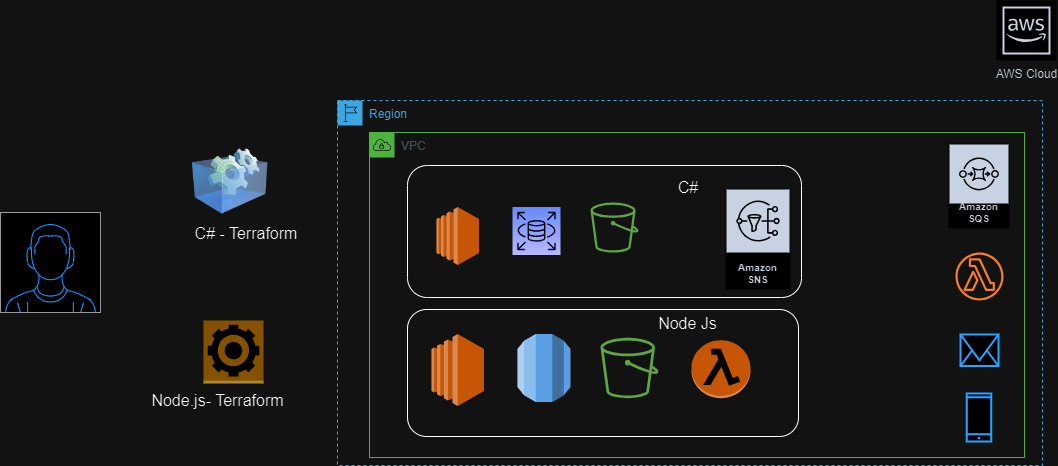 aws
AWS Cloud
Region
VPC
C#
Amazon
SQS
C# - Terraform
Amazon
SNS
Node Js
Node.js- Terraform